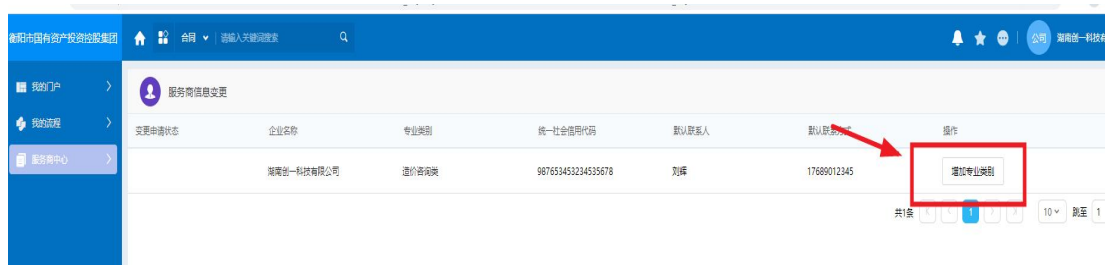 衡阳市国有资产投资控股集团 合同 请输入关键词搜索 公司 湖南创一科技有
我的门户
服务商信息变更
我的流程
变更申请状态 企业名称 专业类别 统一社会信用代码 默认联系人 默认联系方式 操作
服务商中心
湖南创一科技有限公司 造价咨询类 987653453234535678 刘辉 17689012345 增加专业类别
共1条 1 10 跳至 1